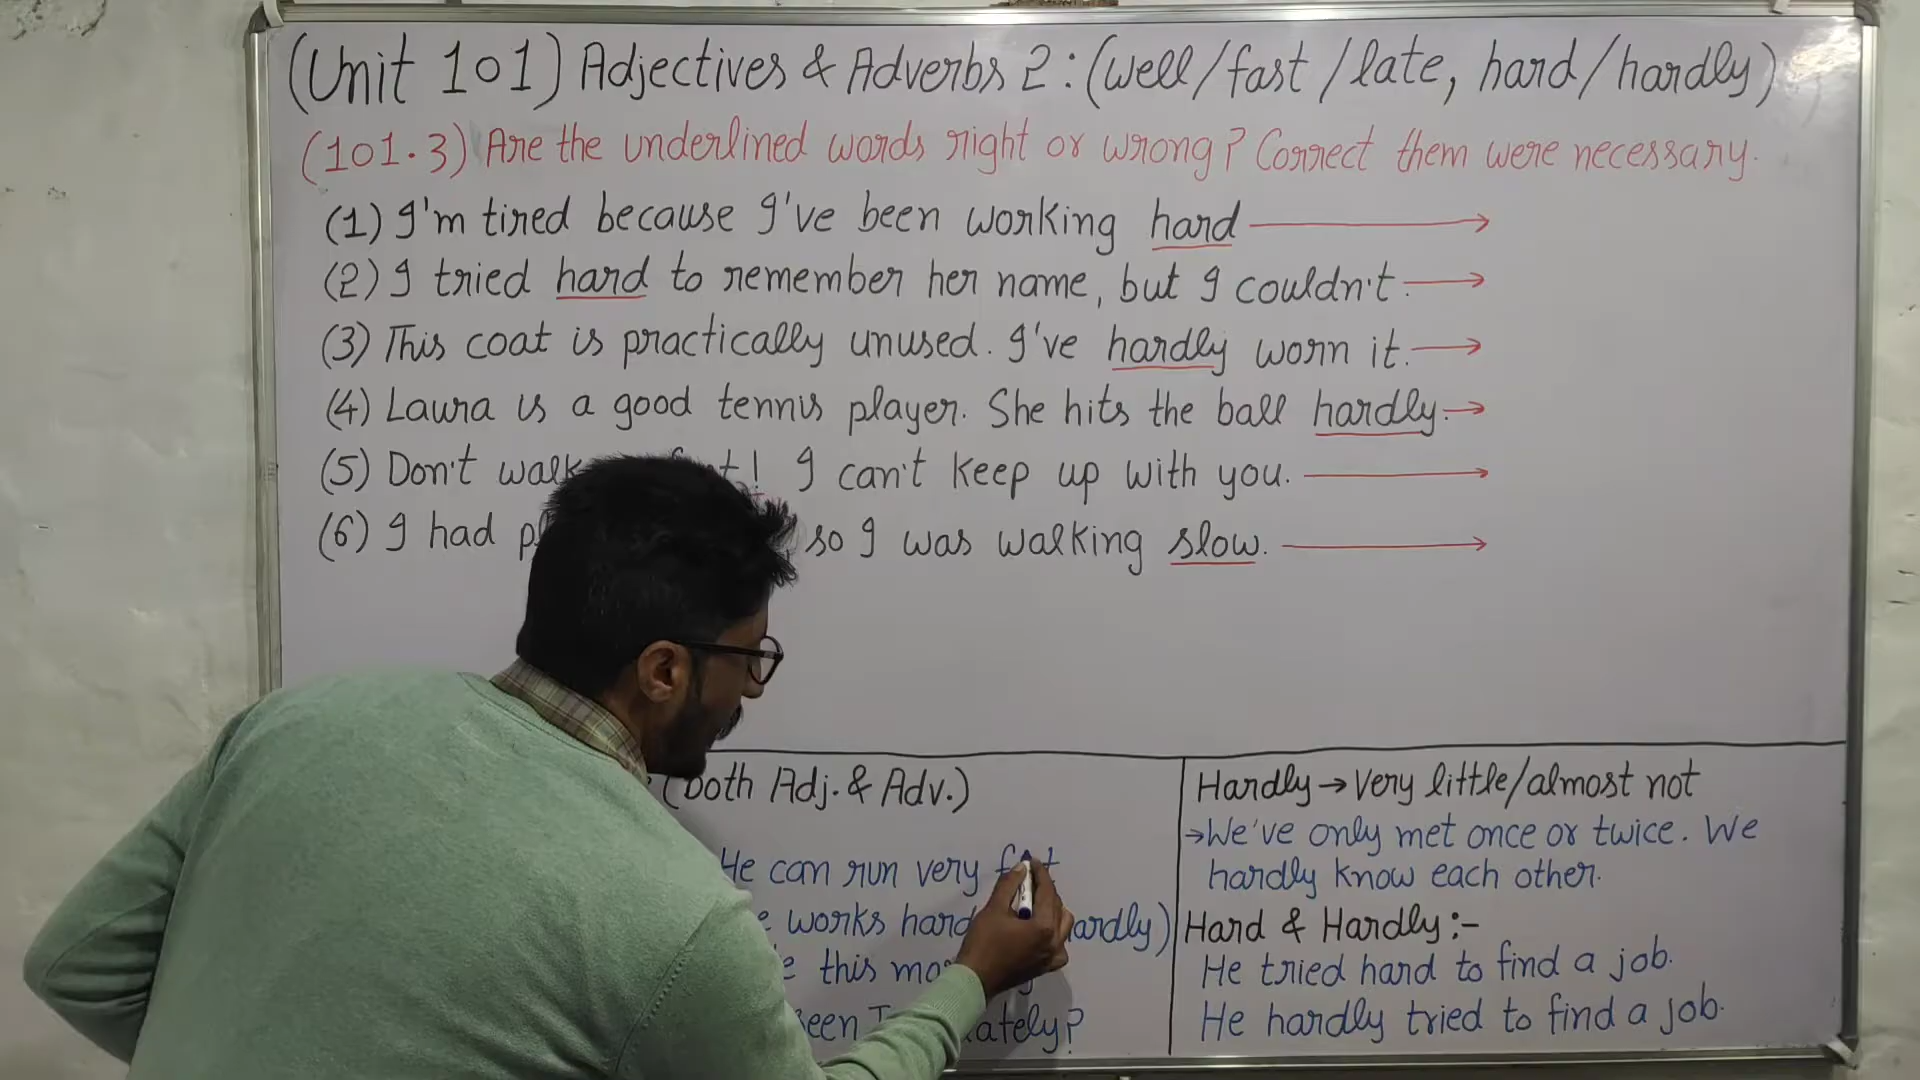 (Unit 101) Adjectives & Adverbs 2 : (well/fast/late, hard/hardly)
(101.3) Are the underlined words right or wrong? Correct them were necessary.
(1) I'm tired because I've been working hard
(2) I tried hard to remember her name, but I couldn't.
(3) This coat is practically unused. I've hardly worn it.
(4) Laura is a good tennis player. She hits the ball hardly.
(5) Don't walk ! I can't keep up with you.
(6) I had so I was walking slow.
(both Adj. & Adv.)
He can run very fast
works hard hardly)
this
ately?
Hardly → Very little/almost not
→ We've only met once or twice. We
hardly know each other.
Hard & Hardly :-
He tried hard to find a job.
He hardly tried to find a job.